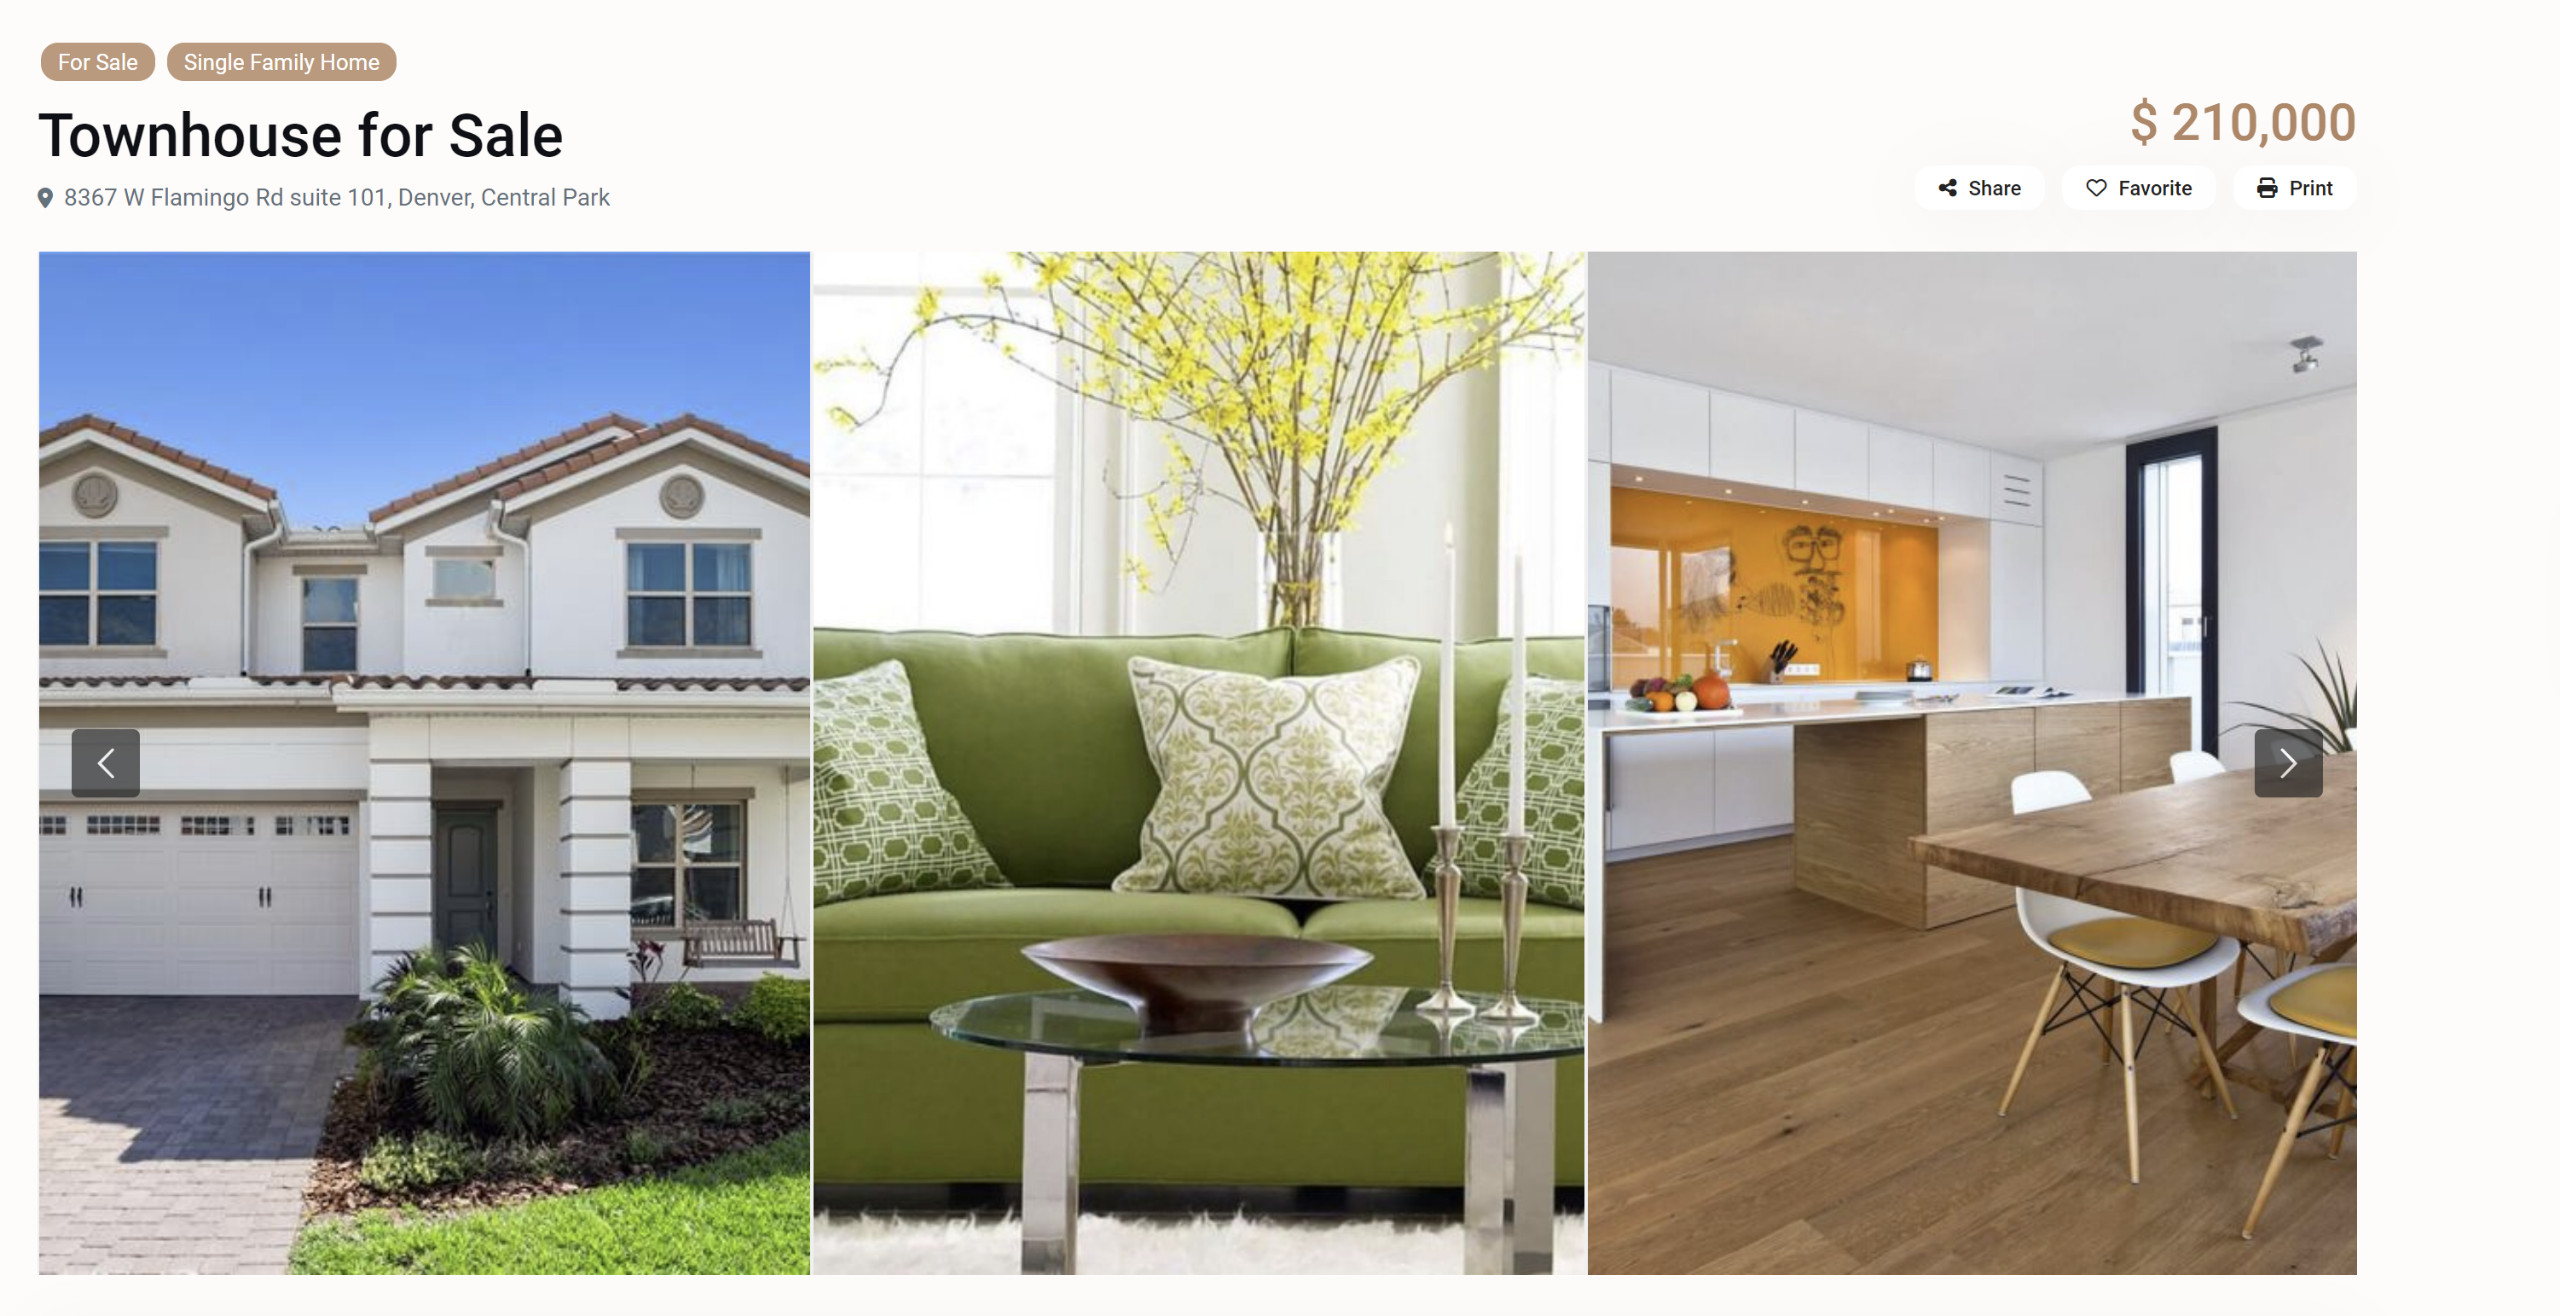 For Sale
Single Family Home
Townhouse for Sale
$ 210,000
8367 W Flamingo Rd suite 101, Denver, Central Park
Share
Favorite
Print